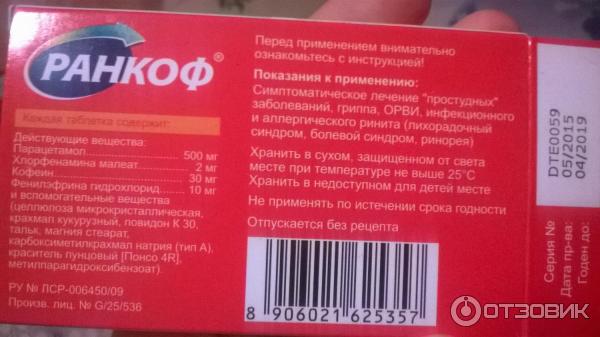 РАНКОФ®
Каждая таблетка содержит:
Действующие вещества:
Парацетамол 500 мг
Хлорфенамина малеат 2 мг
Кофеин 30 мг
Фенилэфрина гидрохлорид 10 мг
и вспомогательные вещества
(целлюлоза микрокристаллическая,
крахмал кукурузный, повидон К 30,
тальк, магния стеарат,
карбоксиметилкрахмал натрия (тип А),
краситель пунцовый [Понсо 4R],
метилпарагидроксибензоат).
РУ № ЛСР-006450/09
Произв. лиц. № G/25/536
Перед применением внимательно
ознакомьтесь с инструкцией!
Показания к применению:
Симптоматическое лечение "простудных"
заболеваний, гриппа, ОРВИ, инфекционного
и аллергического ринита (лихорадочный
синдром, болевой синдром, ринорея)
Хранить в сухом, защищенном от света
месте при температуре не выше 25°С
Хранить в недоступном для детей месте
Не применять по истечении срока годности
Отпускается без рецепта
8 906021 625357
Серия №
Дата пр-ва:
Годен до:
DTE0059
05/2015
04/2019
ОТЗОВИК